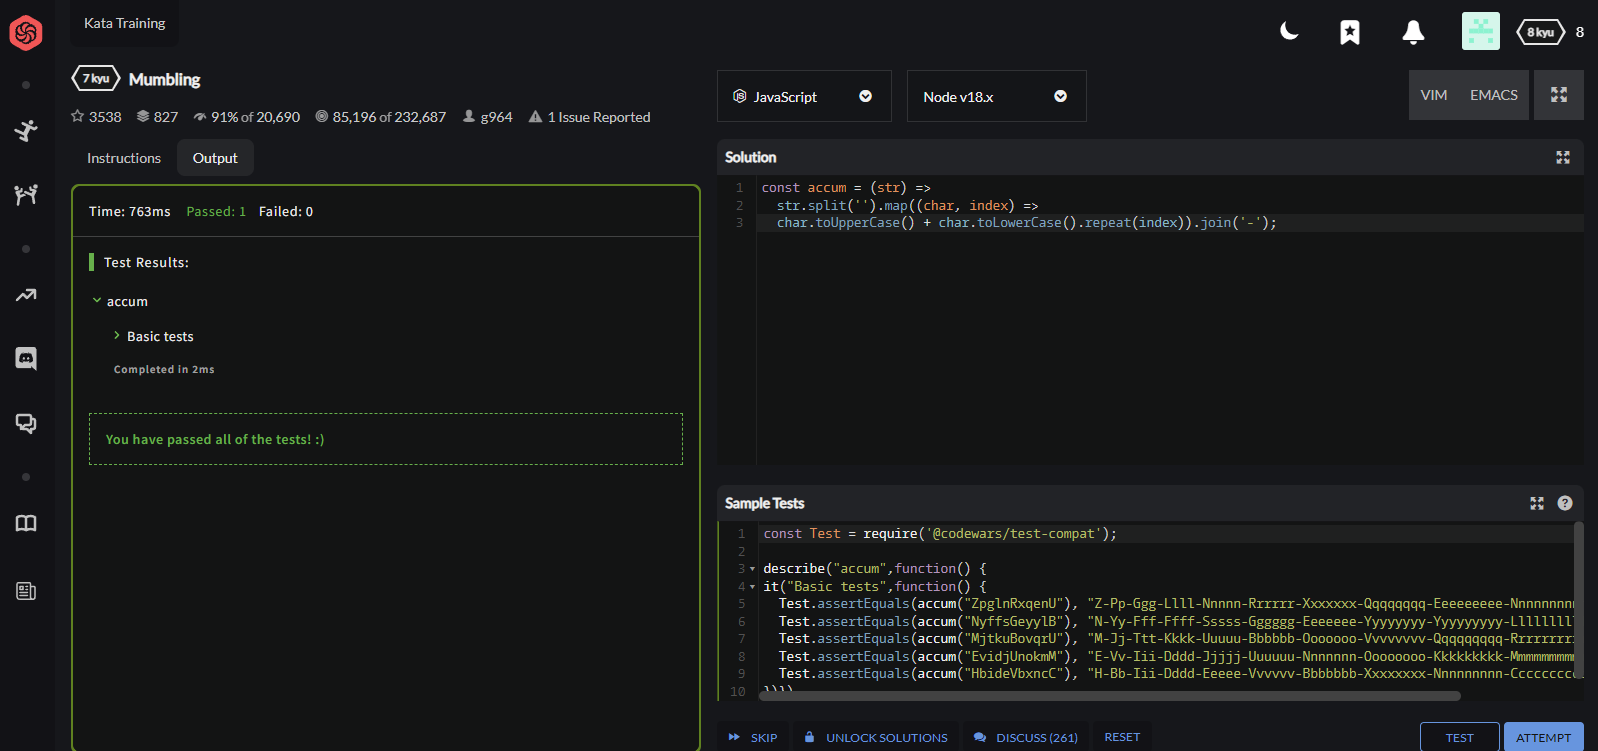 Kata Training
8 kyu 8
7 kyu Mumbling
3538 827 91% of 20,690 85,196 of 232,687 g964 1 Issue Reported
Instructions Output
Time: 763ms Passed: 1 Failed: 0
Test Results:
accum
Basic tests
Completed in 2ms
You have passed all of the tests! :)
JavaScript Node v18.x VIM EMACS
Solution
1 const accum = (str) =>
2 str.split('').map((char, index) =>
3 char.toUpperCase() + char.toLowerCase().repeat(index)).join('-');
Sample Tests
1 const Test = require('@codewars/test-compat');
2
3 describe("accum",function() {
4 it("Basic tests",function() {
5 Test.assertEquals(accum("ZpglnRxqenU"), "Z-Pp-Ggg-Llll-Nnnnn-Rrrrrr-Xxxxxxx-Qqqqqqqq-Eeeeeeeee-Nnnnnnnnn
6 Test.assertEquals(accum("NyffsGeyylB"), "N-Yy-Fff-Ffff-Sssss-Gggggg-Eeeeeee-Yyyyyyyy-Yyyyyyyyy-Llllllll
7 Test.assertEquals(accum("MjtkuBovqrU"), "M-Jj-Ttt-Kkkk-Uuuuu-Bbbbbb-Ooooooo-Vvvvvvvv-Qqqqqqqqq-Rrrrrrrr
8 Test.assertEquals(accum("EvidjUnokmM"), "E-Vv-Iii-Dddd-Jjjjj-Uuuuuu-Nnnnnnn-Oooooooo-Kkkkkkkkk-Mmmmmmmm
9 Test.assertEquals(accum("HbideVbxncC"), "H-Bb-Iii-Dddd-Eeeee-Vvvvvv-Bbbbbbb-Xxxxxxxx-Nnnnnnnnn-Cccccccccc
10 })})
SKIP UNLOCK SOLUTIONS DISCUSS (261) RESET TEST ATTEMPT